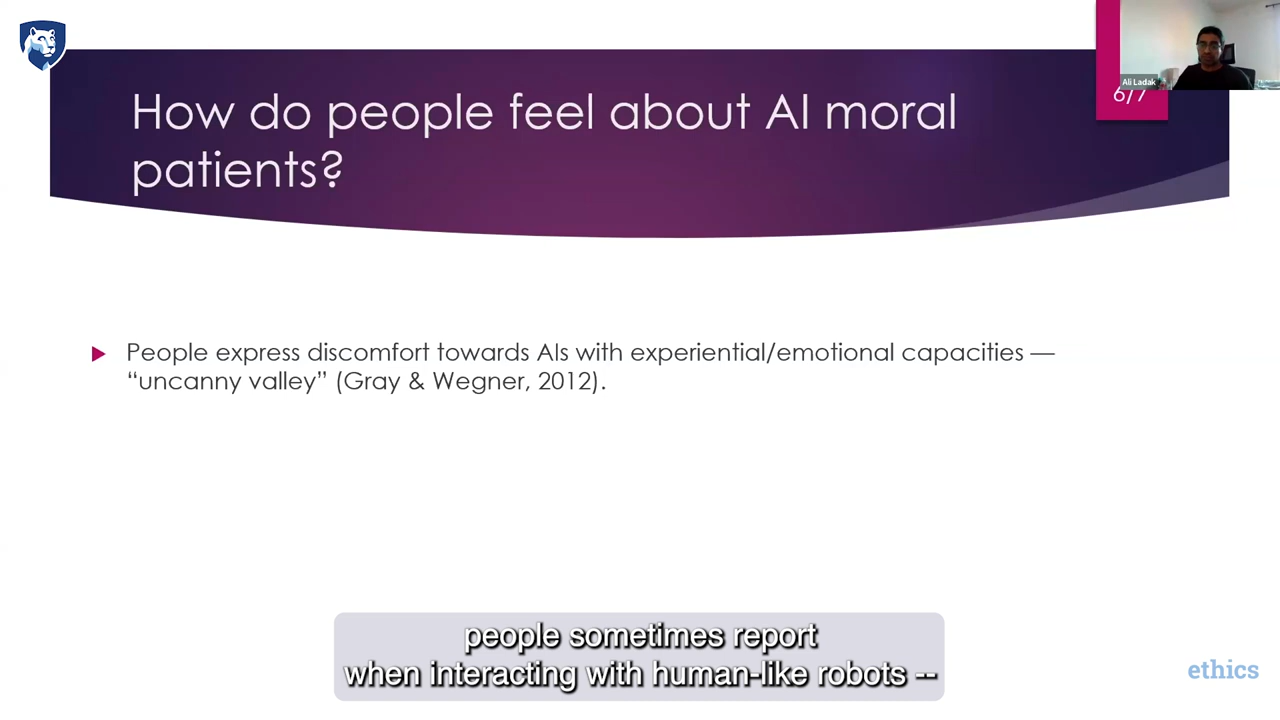 How do people feel about AI moral
patients?
Ali Ladak
6/7
People express discomfort towards AIs with experiential/emotional capacities —
“uncanny valley” (Gray & Wegner, 2012).
people sometimes report
when interacting with human-like robots --
ethics